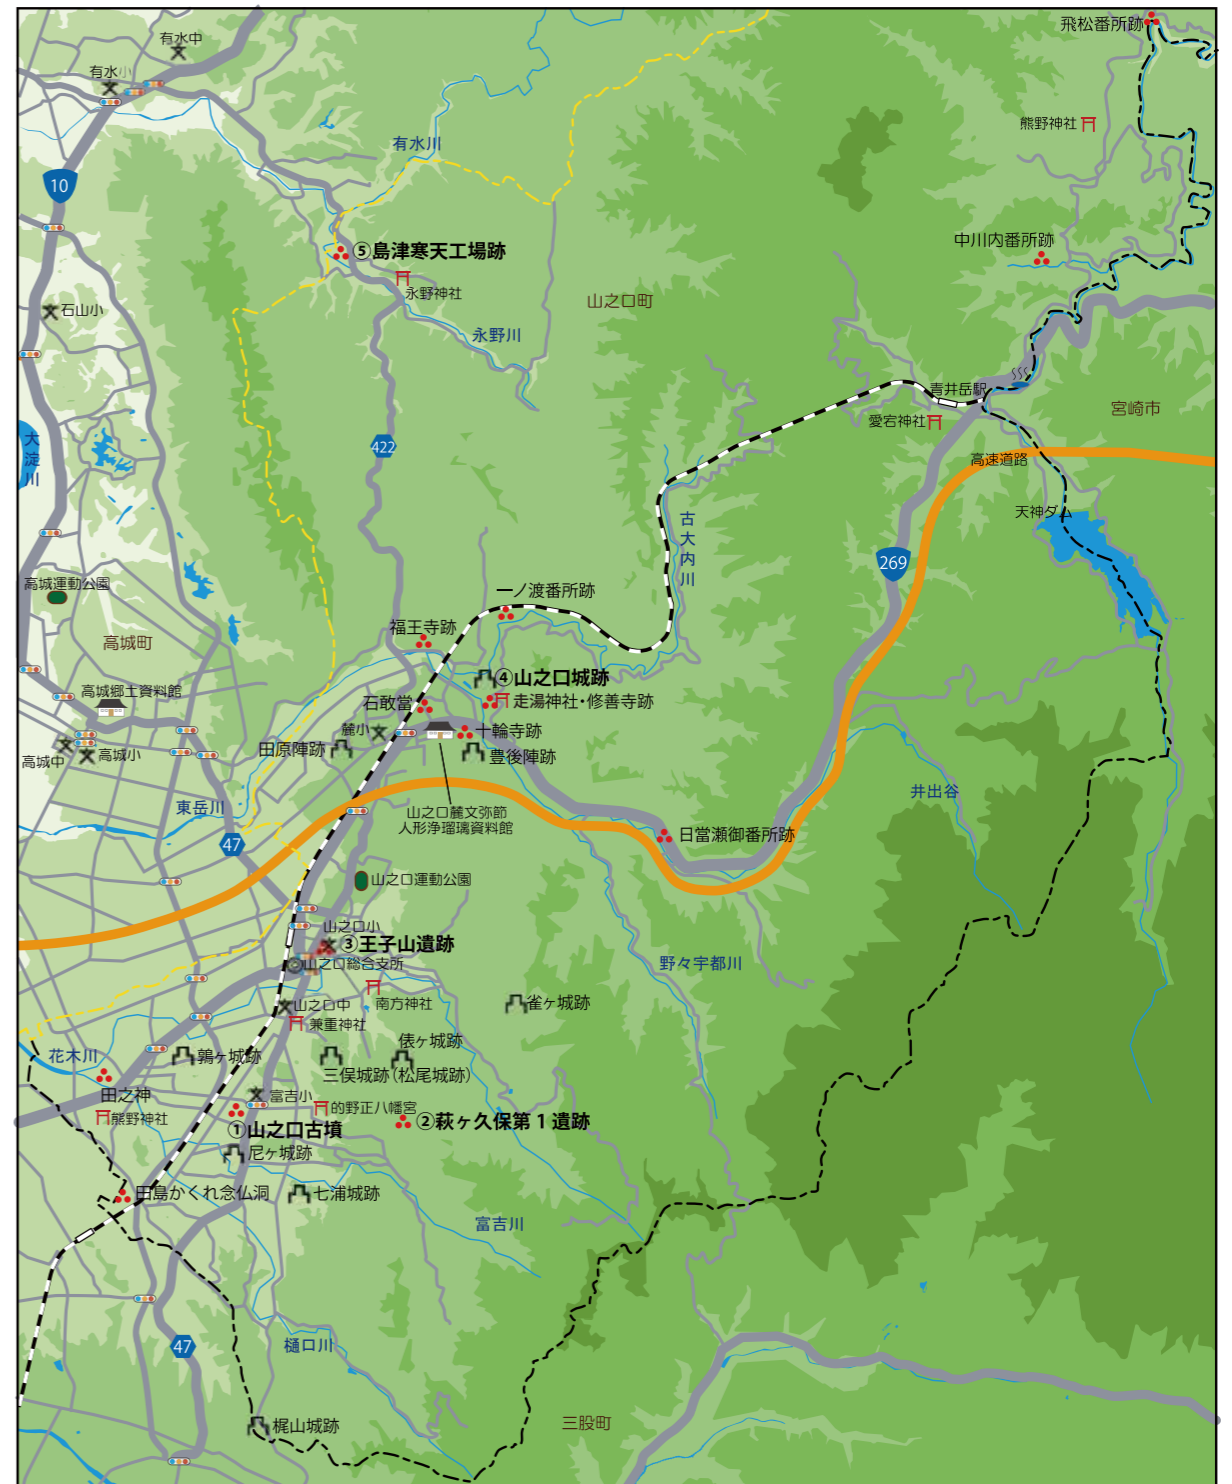 飛松番所跡
有水中
有水小
熊野神社
有水川
10
中川内番所跡
⑤島津寒天工場跡
永野神社
山之口町
石山小
永野川
青井岳駅
宮崎市
愛宕神社
大淀川
422
高速道路
天神ダム
古大内川
269
高城運動公園
一ノ渡番所跡
福王寺跡
高城町
④山之口城跡
高城郷土資料館
石敢當
走湯神社・修善寺跡
麓小
十輪寺跡
田原陣跡
豊後陣跡
高城中
高城小
井出谷
東岳川
山之口麓文弥節
人形浄瑠璃資料館
日當瀬御番所跡
47
山之口運動公園
山之口小
③王子山遺跡
山之口総合支所
野々宇都川
山之口中
南方神社
雀ヶ城跡
兼重神社
俵ヶ城跡
花木川
鶉ヶ城跡
三俣城跡(松尾城跡)
田之神
富吉小
的野正八幡宮
熊野神社
①山之口古墳
②萩ヶ久保第1遺跡
尼ヶ城跡
田島かくれ念仏洞
七浦城跡
富吉川
47
樋口川
梶山城跡
三股町